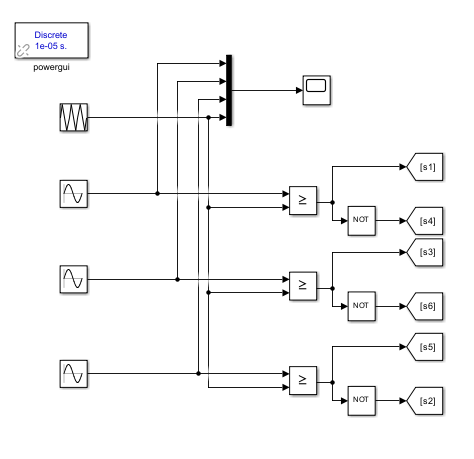 Discrete
1e-05 s.
powergui
[s1]
≥
NOT
[s4]
[s3]
≥
NOT
[s6]
[s5]
≥
NOT
[s2]